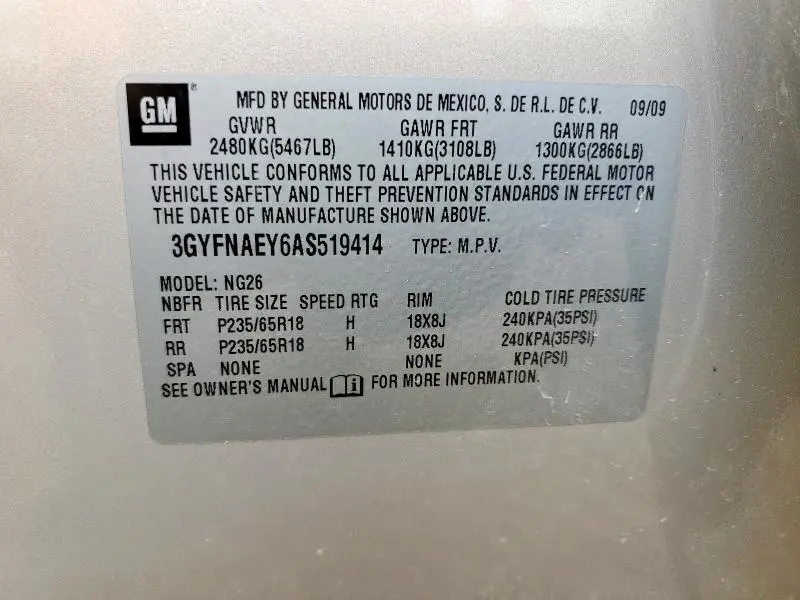 GM® MFD BY GENERAL MOTORS DE MEXICO, S. DE R.L. DE C.V. 09/09
GVWR GAWR FRT GAWR RR
2480KG(5467LB) 1410KG(3108LB) 1300KG(2866LB)
THIS VEHICLE CONFORMS TO ALL APPLICABLE U.S. FEDERAL MOTOR
VEHICLE SAFETY AND THEFT PREVENTION STANDARDS IN EFFECT ON
THE DATE OF MANUFACTURE SHOWN ABOVE.
3GYFNAEY6AS519414 TYPE: M.P.V.
MODEL: NG26
NBFR TIRE SIZE SPEED RTG RIM COLD TIRE PRESSURE
FRT P235/65R18 H 18X8J 240KPA(35PSI)
RR P235/65R18 H 18X8J 240KPA(35PSI)
SPA NONE NONE KPA(PSI)
SEE OWNER'S MANUAL i FOR MORE INFORMATION.